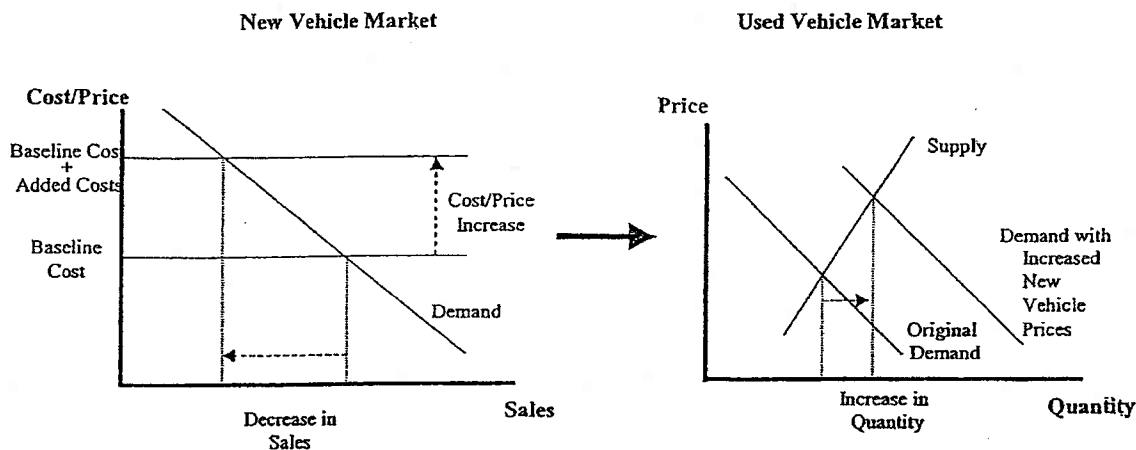 New Vehicle Market
Cost/Price
Baseline Cos
+
Added Costs
Baseline
Cost
Cost/Price
Increase
Demand
Sales
Decrease in
Sales
Used Vehicle Market
Price
Supply
Demand with
Increased
New
Vehicle
Prices
Original
Demand
Increase in
Quantity
Quantity